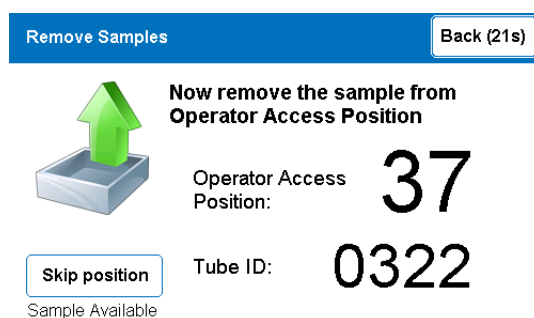 Remove Samples
Back (21s)
Now remove the sample from
Operator Access Position
Operator Access
Position:
37
Tube ID:
0322
Skip position
Sample Available